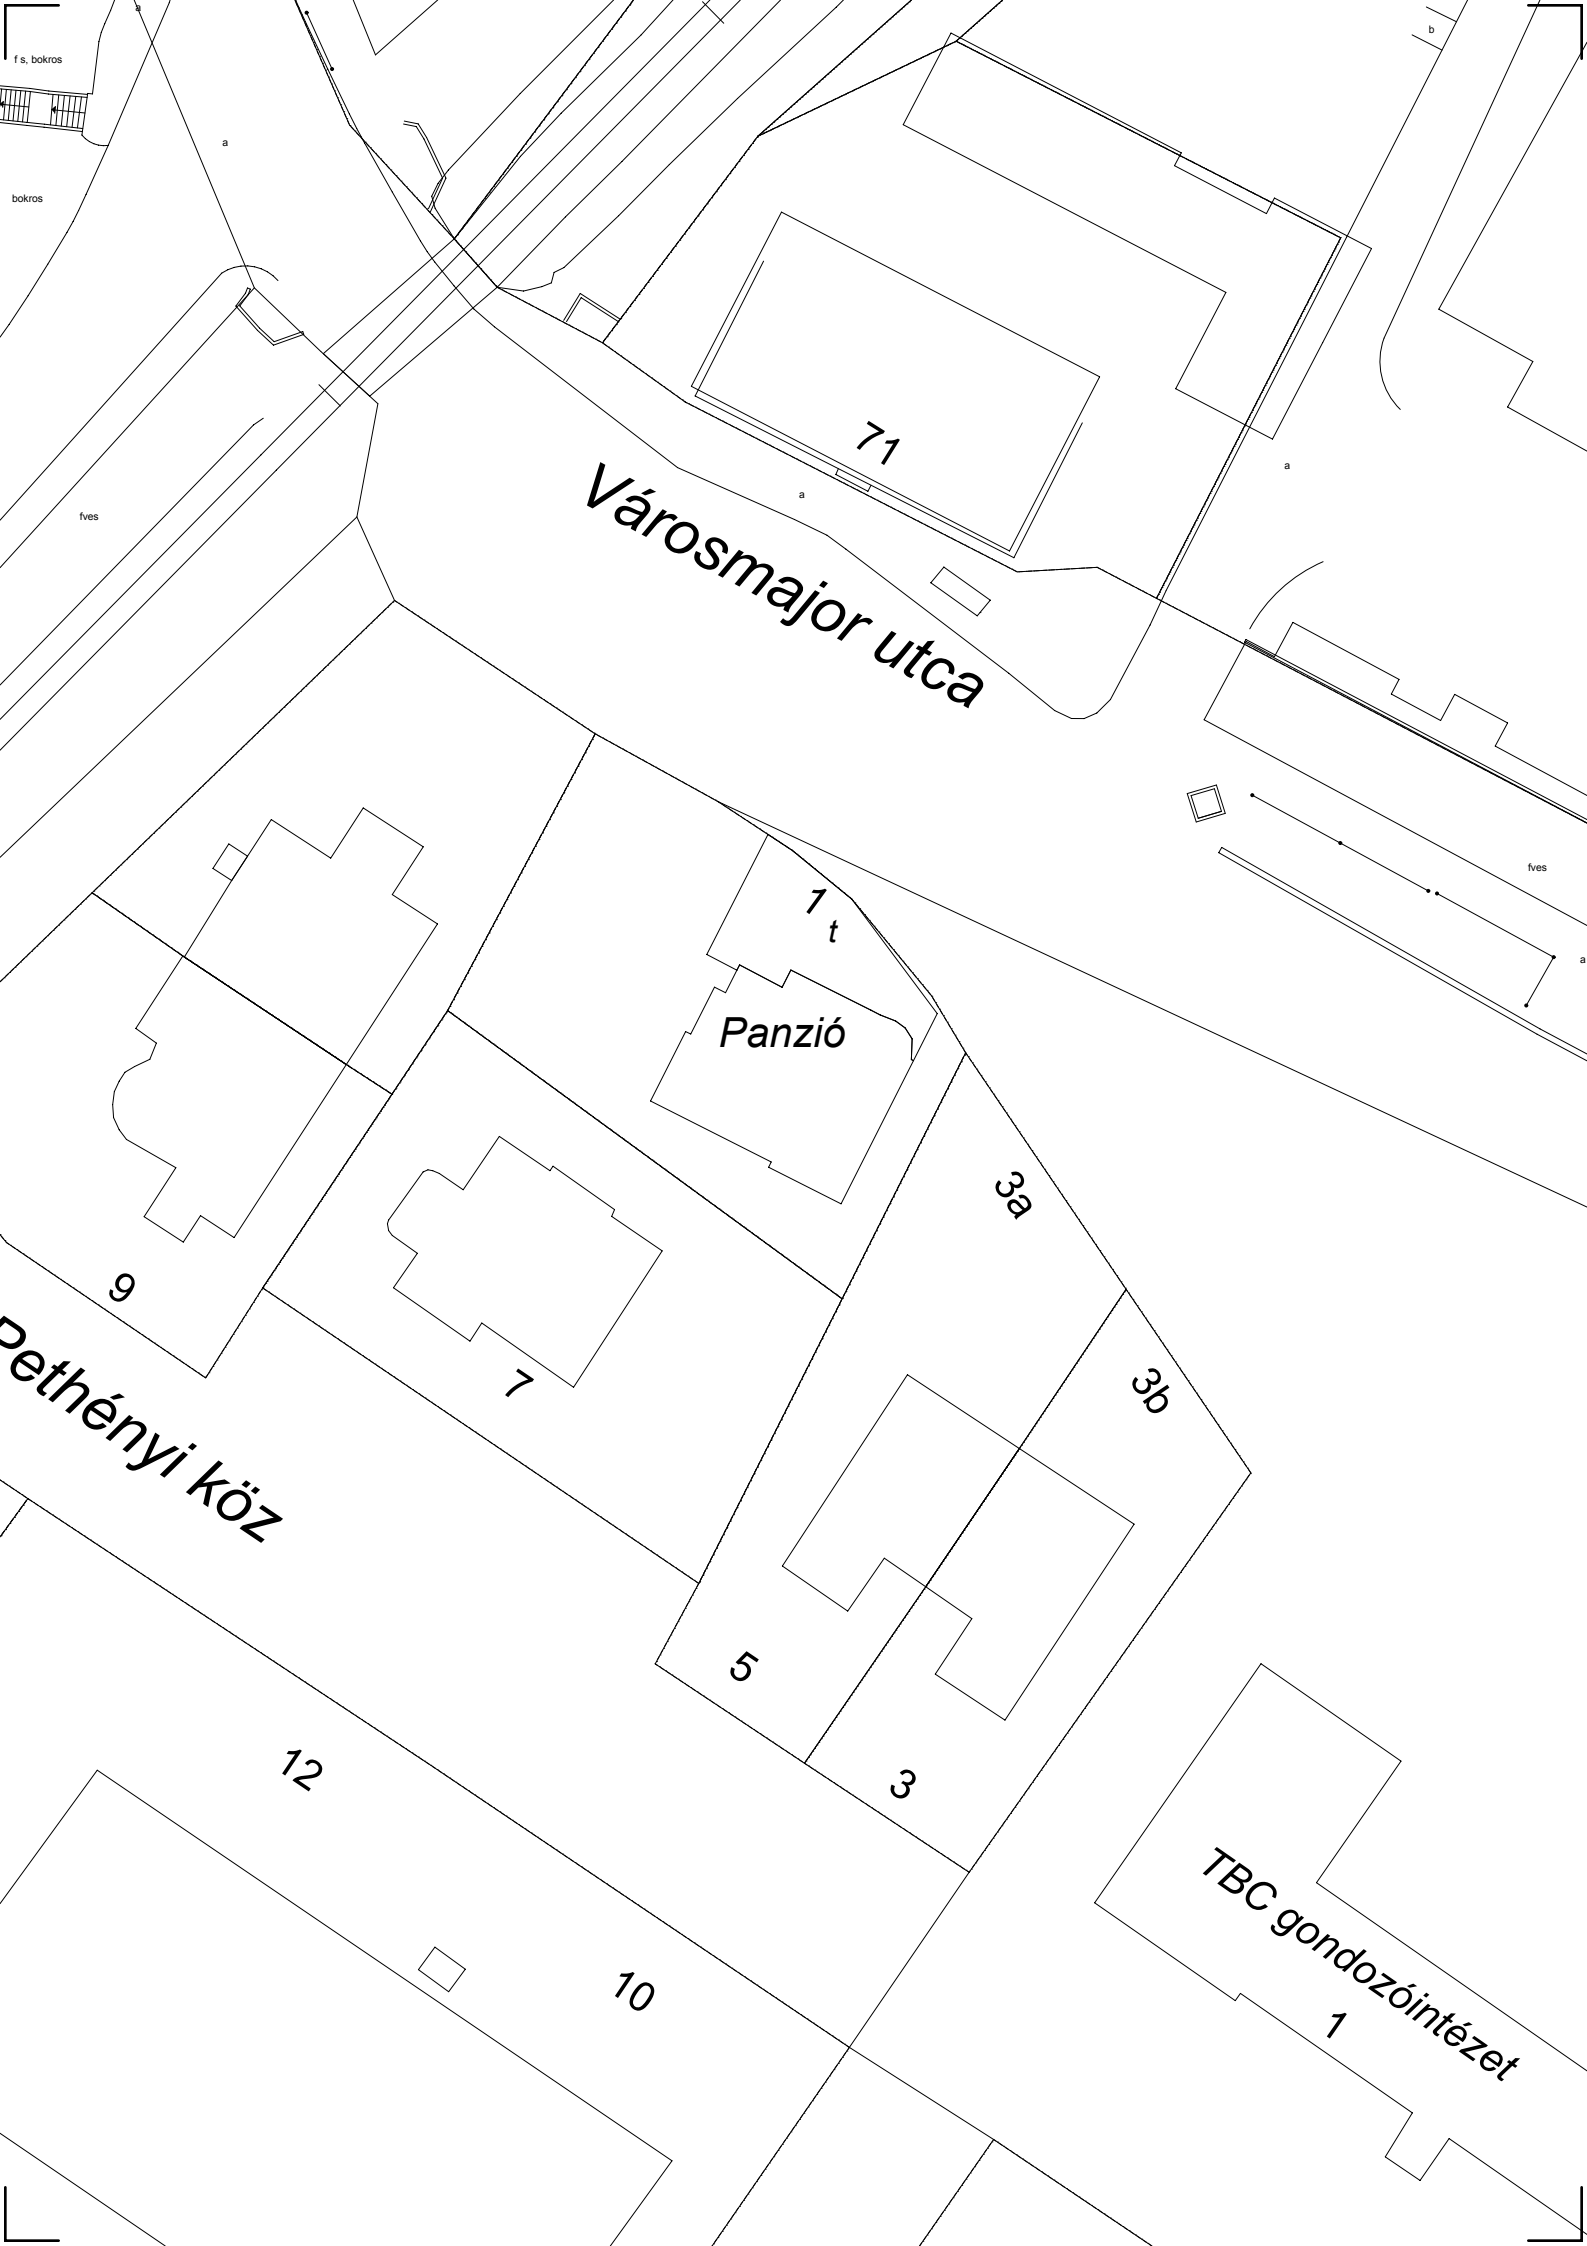 a
b
f s, bokros
a
bokros
71
a
a
fves
Városmajor utca
fves
1
t
a
Panzió
3a
9
7
3b
Pethényi köz
5
12
3
TBC gondozóintézet
10
1